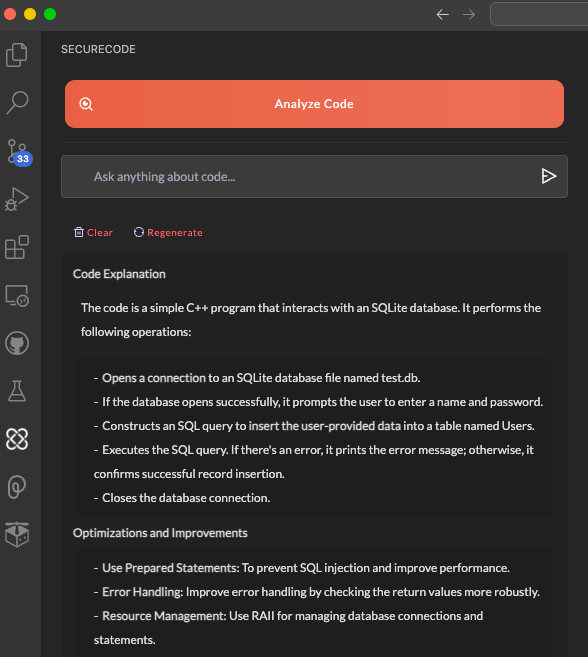 SECURECODE
Analyze Code
33
Ask anything about code...
Clear
Regenerate
Code Explanation
The code is a simple C++ program that interacts with an SQLite database. It performs the
following operations:
- Opens a connection to an SQLite database file named test.db.
- If the database opens successfully, it prompts the user to enter a name and password.
- Constructs an SQL query to insert the user-provided data into a table named Users.
- Executes the SQL query. If there's an error, it prints the error message; otherwise, it
confirms successful record insertion.
- Closes the database connection.
Optimizations and Improvements
- Use Prepared Statements: To prevent SQL injection and improve performance.
- Error Handling: Improve error handling by checking the return values more robustly.
- Resource Management: Use RAII for managing database connections and
statements.